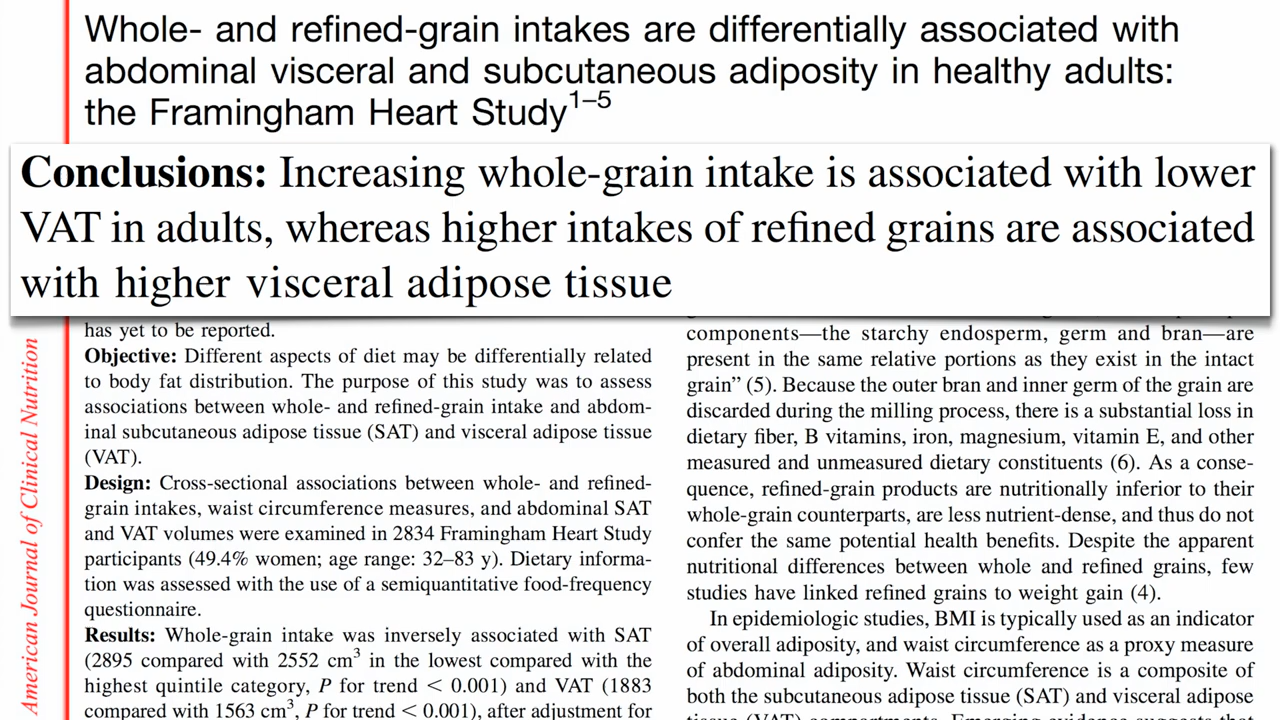 Whole- and refined-grain intakes are differentially associated with
abdominal visceral and subcutaneous adiposity in healthy adults:
the Framingham Heart Study1–5
Conclusions: Increasing whole-grain intake is associated with lower
VAT in adults, whereas higher intakes of refined grains are associated
with higher visceral adipose tissue
American Journal of Clinical Nutrition
has yet to be reported.
Objective: Different aspects of diet may be differentially related
to body fat distribution. The purpose of this study was to assess
associations between whole- and refined-grain intake and abdom-
inal subcutaneous adipose tissue (SAT) and visceral adipose tissue
(VAT).
Design: Cross-sectional associations between whole- and refined-
grain intakes, waist circumference measures, and abdominal SAT
and VAT volumes were examined in 2834 Framingham Heart Study
participants (49.4% women; age range: 32–83 y). Dietary informa-
tion was assessed with the use of a semiquantitative food-frequency
questionnaire.
Results: Whole-grain intake was inversely associated with SAT
(2895 compared with 2552 cm3 in the lowest compared with the
highest quintile category, P for trend < 0.001) and VAT (1883
compared with 1563 cm3, P for trend < 0.001), after adjustment for
components—the starchy endosperm, germ and bran—are
present in the same relative portions as they exist in the intact
grain” (5). Because the outer bran and inner germ of the grain are
discarded during the milling process, there is a substantial loss in
dietary fiber, B vitamins, iron, magnesium, vitamin E, and other
measured and unmeasured dietary constituents (6). As a conse-
quence, refined-grain products are nutritionally inferior to their
whole-grain counterparts, are less nutrient-dense, and thus do not
confer the same potential health benefits. Despite the apparent
nutritional differences between whole and refined grains, few
studies have linked refined grains to weight gain (4).
In epidemiologic studies, BMI is typically used as an indicator
of overall adiposity, and waist circumference as a proxy measure
of abdominal adiposity. Waist circumference is a composite of
both the subcutaneous adipose tissue (SAT) and visceral adipose